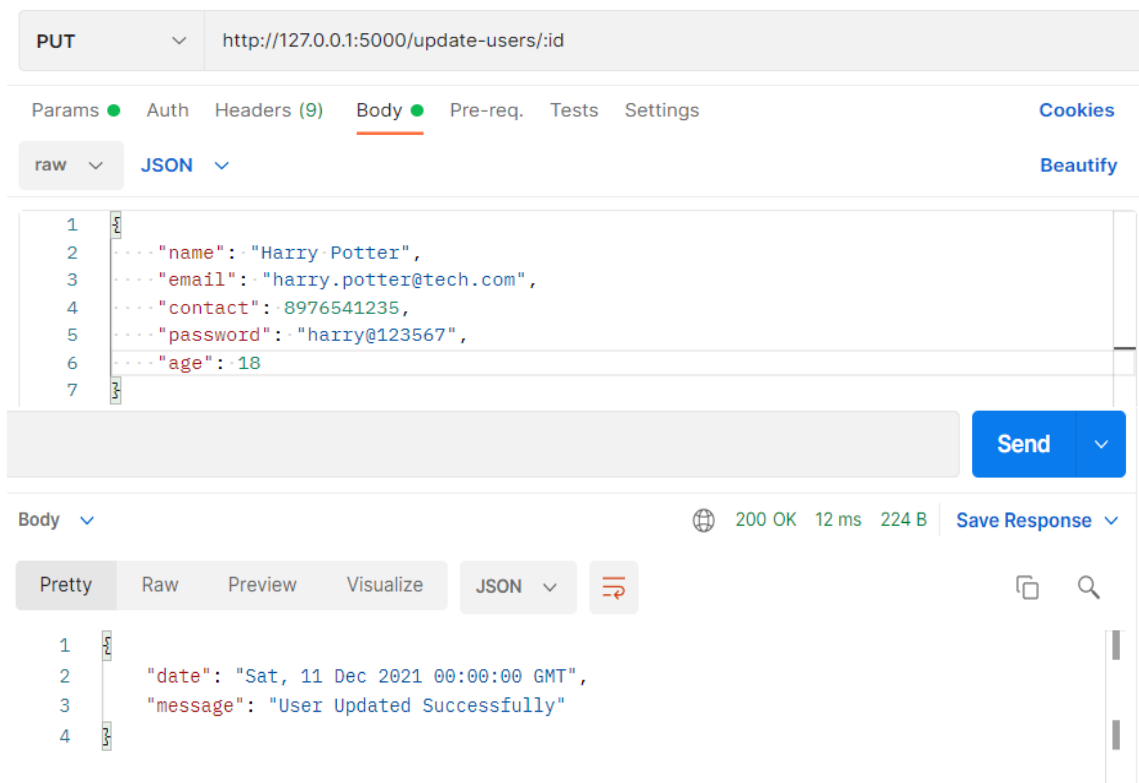 PUT http://127.0.0.1:5000/update-users/:id
Params Auth Headers (9) Body Pre-req. Tests Settings Cookies
raw JSON Beautify
1 {
2 "name": "Harry Potter",
3 "email": "harry.potter@tech.com",
4 "contact": 8976541235,
5 "password": "harry@123567",
6 "age": 18
7 }
Send
Body 200 OK 12 ms 224 B Save Response
Pretty Raw Preview Visualize JSON
1 {
2 "date": "Sat, 11 Dec 2021 00:00:00 GMT",
3 "message": "User Updated Successfully"
4 }